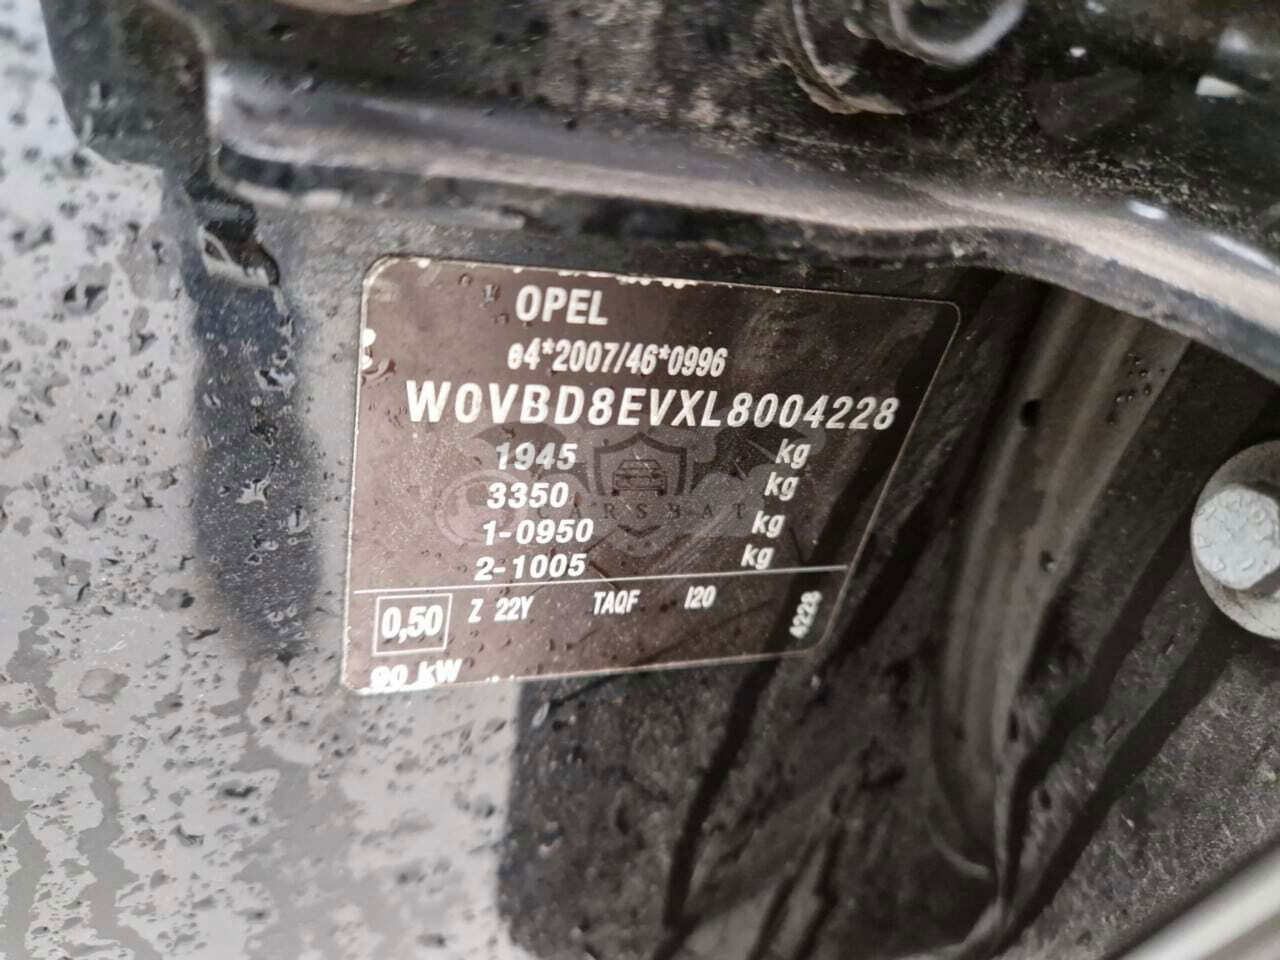 OPEL
e4*2007/46*0996
W0VBD8EVXL8004228
1945 kg
3350 kg
1-0950 kg
2-1005 kg
0,50 Z 22Y TAQF I20 4228
90 kW